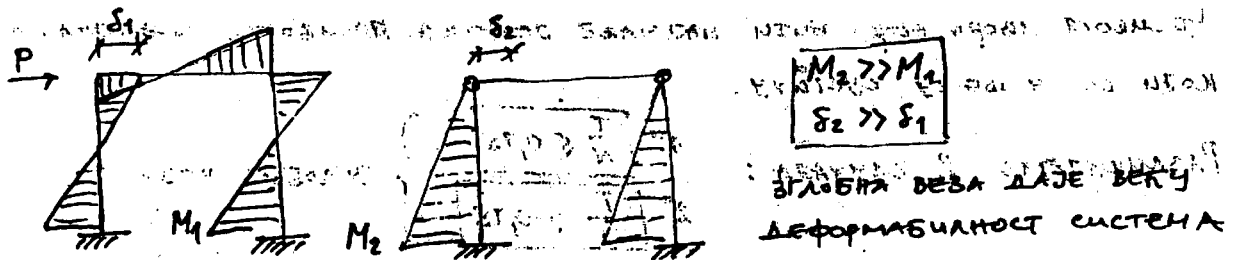 δ1
P
δ2
M2 >> M1
δ2 >> δ1
M1
M2
ЗГЛОБНА ВЕЗА ДАЈЕ ВЕЋУ
ДЕФОРМАБИЛНОСТ СИСТЕМА